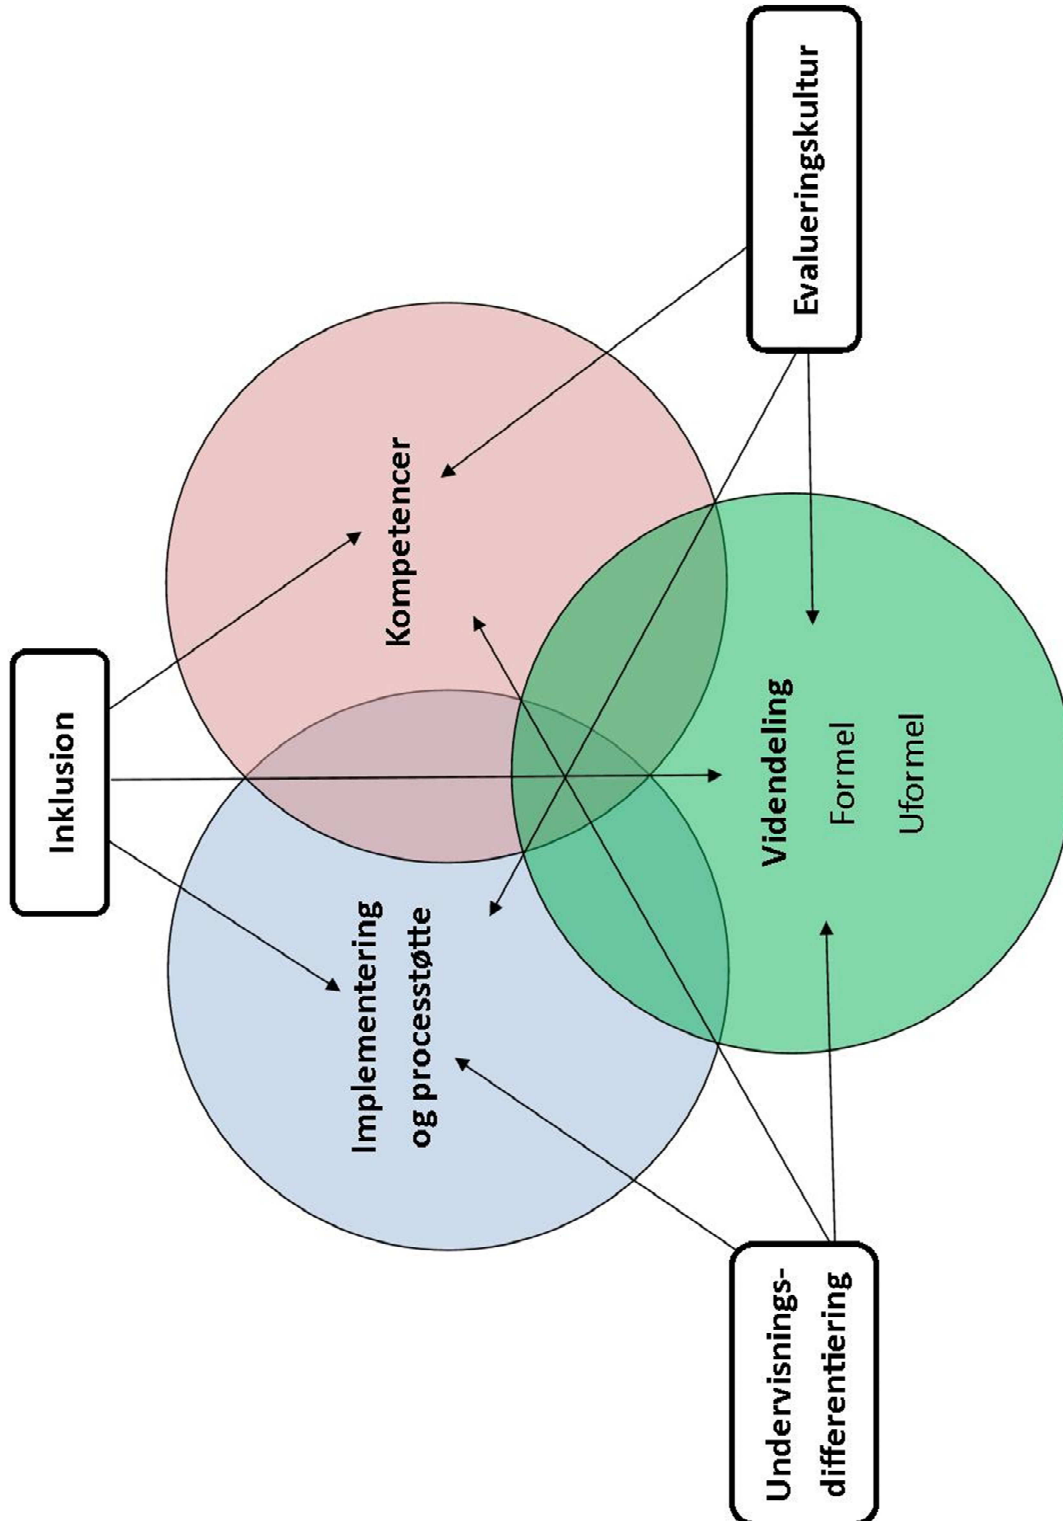 Inklusion
Implementering
og processtøtte
Kompetencer
Videndeling
Formel
Uformel
Undervisnings-
differentiering
Evalueringskultur